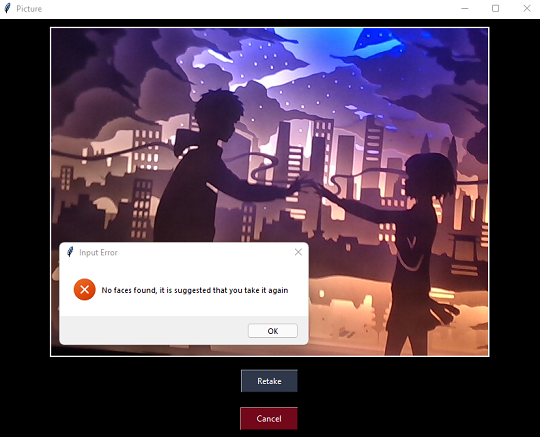 Picture
Input Error
No faces found, it is suggested that you take it again
OK
Retake
Cancel